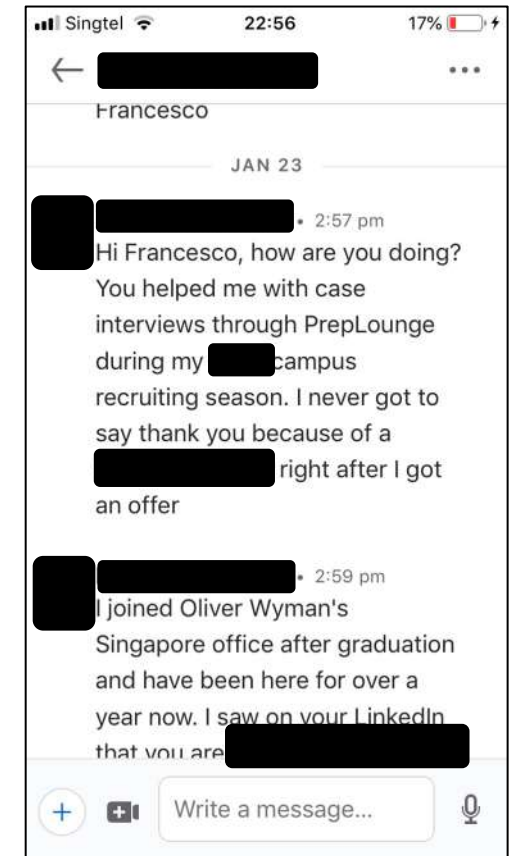 Singtel 22:56 17%
Francesco
JAN 23
• 2:57 pm
Hi Francesco, how are you doing?
You helped me with case
interviews through PrepLounge
during my campus
recruiting season. I never got to
say thank you because of a
right after I got
an offer
• 2:59 pm
I joined Oliver Wyman's
Singapore office after graduation
and have been here for over a
year now. I saw on your LinkedIn
that you are
Write a message...